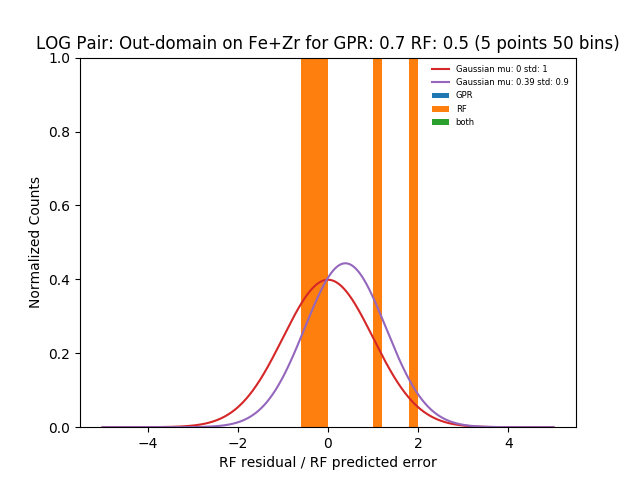 LOG Pair: Out-domain on Fe+Zr for GPR: 0.7 RF: 0.5 (5 points 50 bins)
Gaussian mu: 0 std: 1
Gaussian mu: 0.39 std: 0.9
GPR
RF
both
Normalized Counts
1.0
0.8
0.6
0.4
0.2
0.0
−4 −2 0 2 4
RF residual / RF predicted error